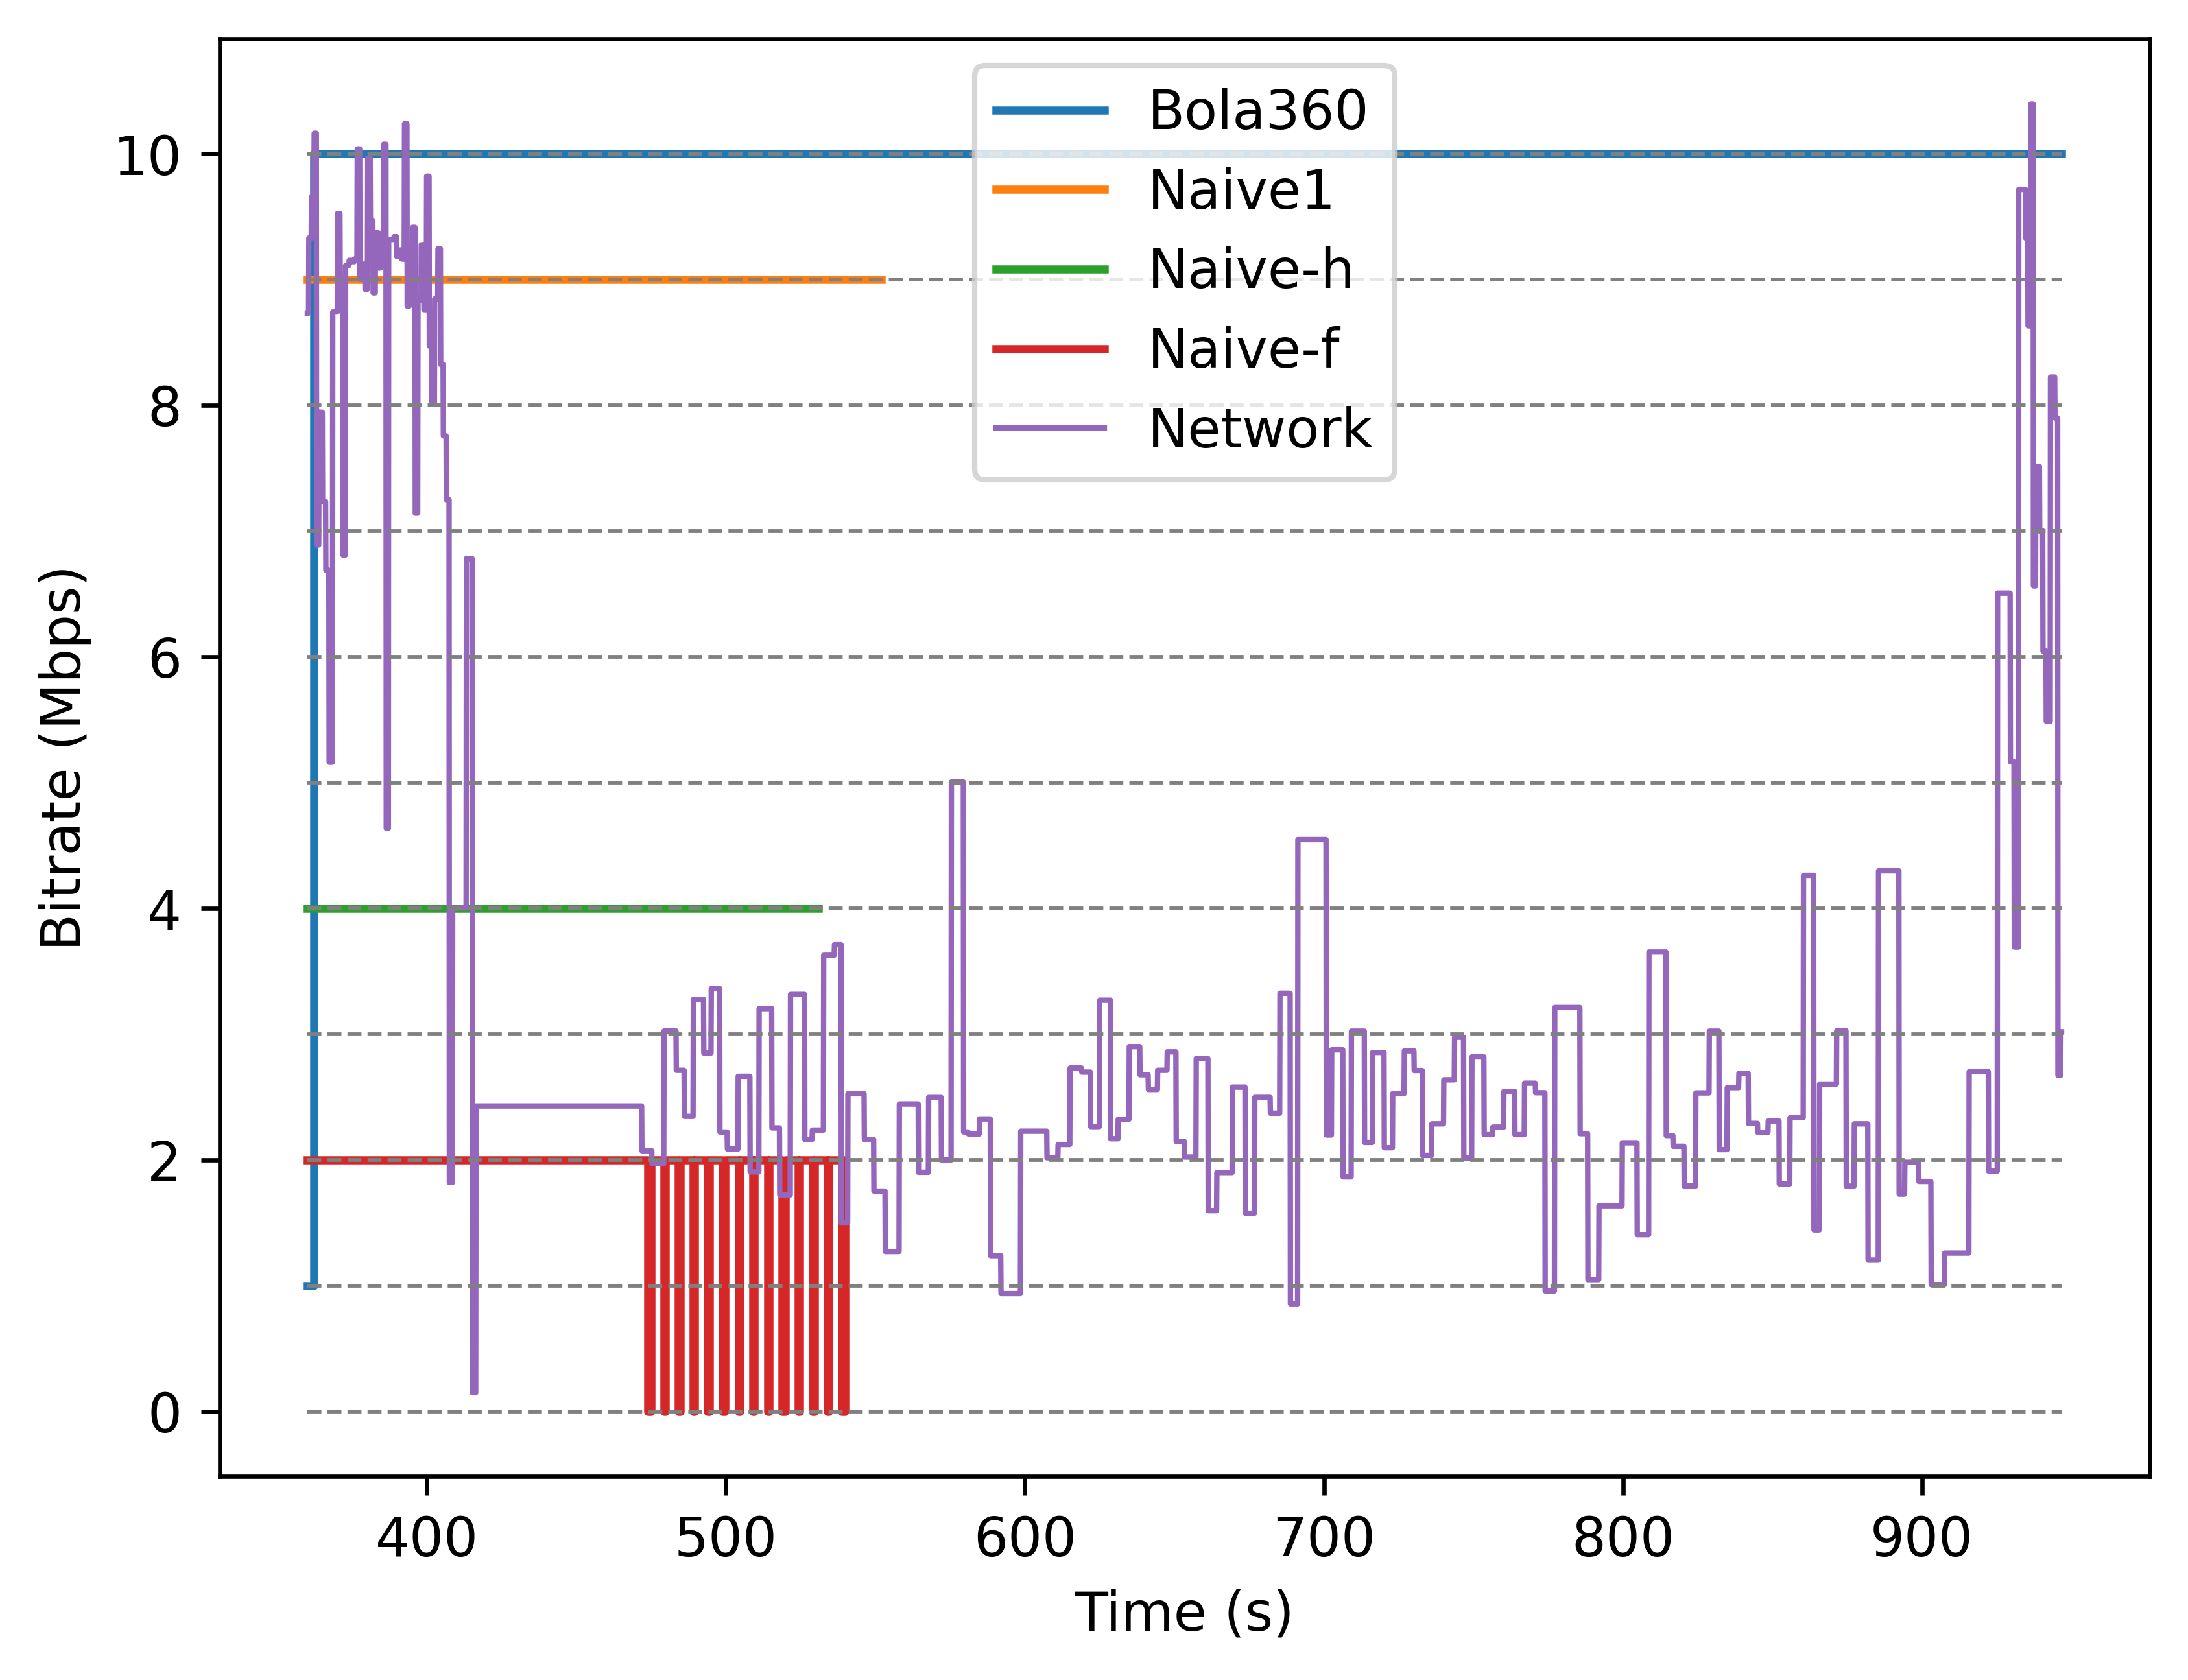 Bitrate (Mbps)
10
8
6
4
2
0
Bola360
Naive1
Naive-h
Naive-f
Network
400 500 600 700 800 900
Time (s)